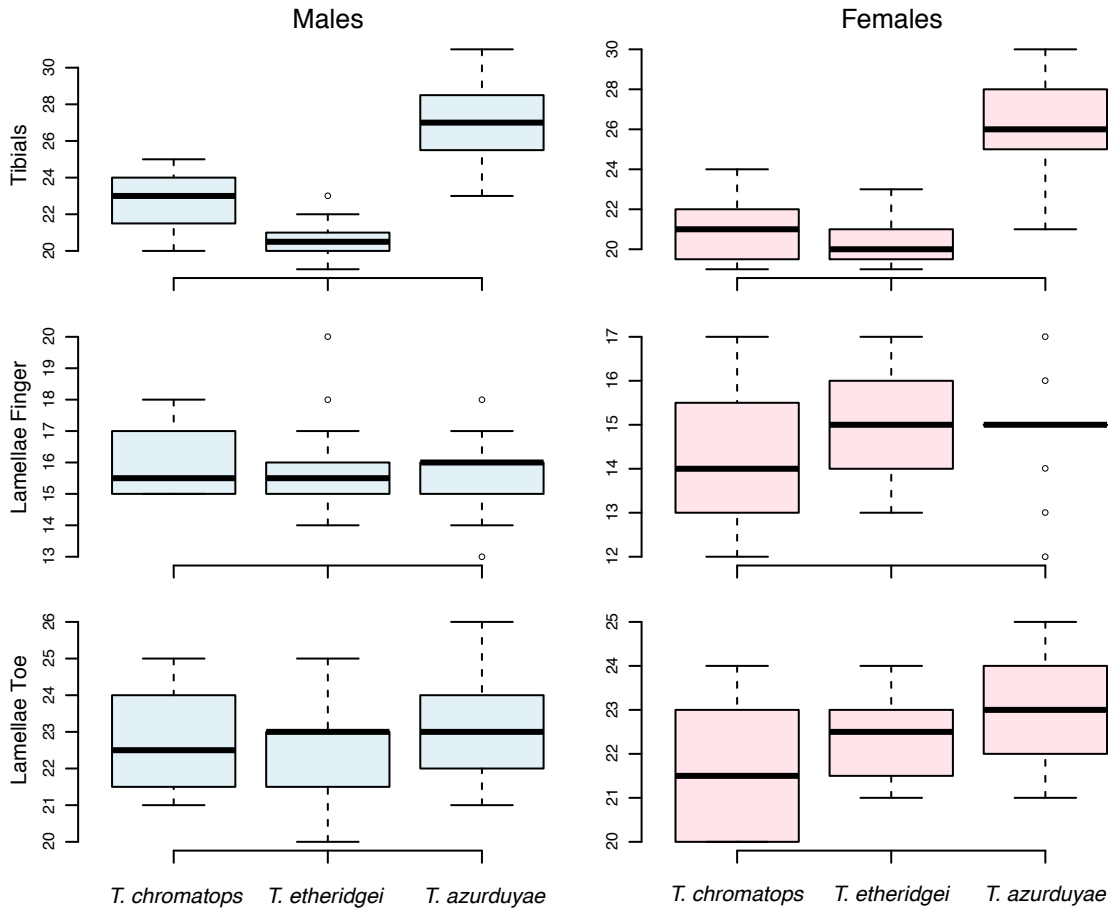 Males Females
Tibials
20 22 24 26 28 30
20 22 24 26 28 30
Lamellae Finger
13 14 15 16 17 18 19 20
12 13 14 15 16 17
Lamellae Toe
20 21 22 23 24 25 26
20 21 22 23 24 25
T. chromatops T. etheridgei T. azurduyae T. chromatops T. etheridgei T. azurduyae